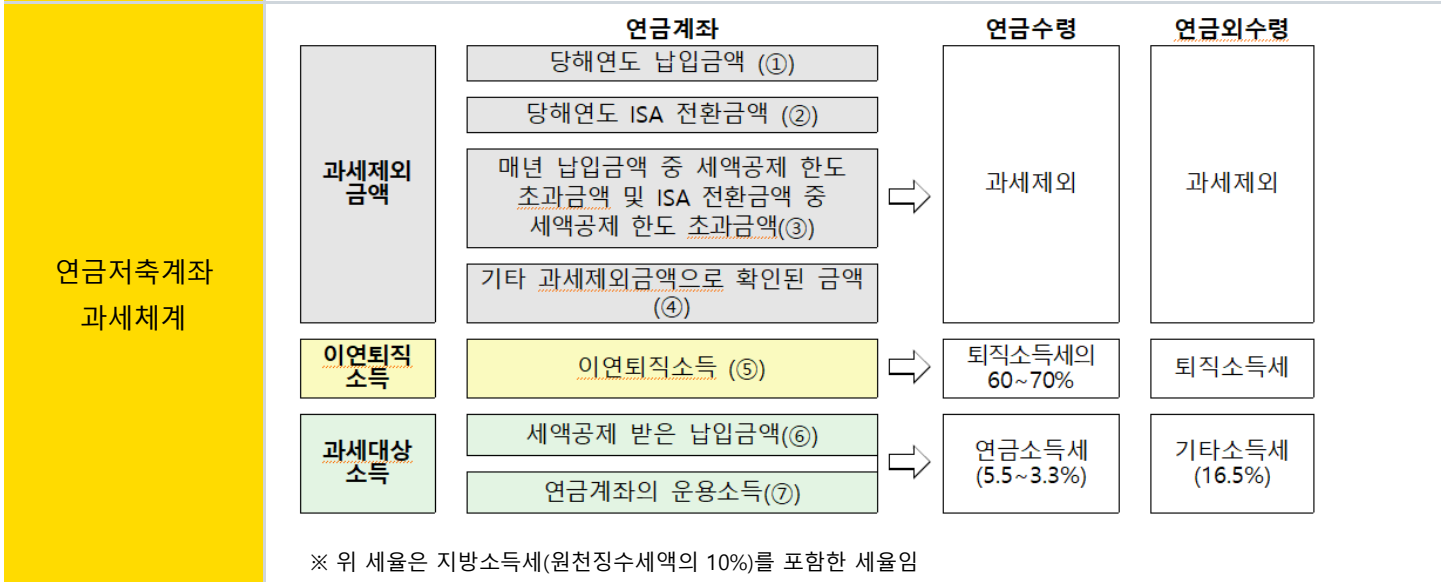 연금저축계좌
과세체계
연금계좌
연금수령
연금외수령
과세제외
금액
당해연도 납입금액 (①)
당해연도 ISA 전환금액 (②)
매년 납입금액 중 세액공제 한도
초과금액 및 ISA 전환금액 중
세액공제 한도 초과금액(③)
기타 과세제외금액으로 확인된 금액
(④)
과세제외
과세제외
이연퇴직
소득
이연퇴직소득 (⑤)
퇴직소득세의
60~70%
퇴직소득세
과세대상
소득
세액공제 받은 납입금액(⑥)
연금계좌의 운용소득(⑦)
연금소득세
(5.5~3.3%)
기타소득세
(16.5%)
※ 위 세율은 지방소득세(원천징수세액의 10%)를 포함한 세율임